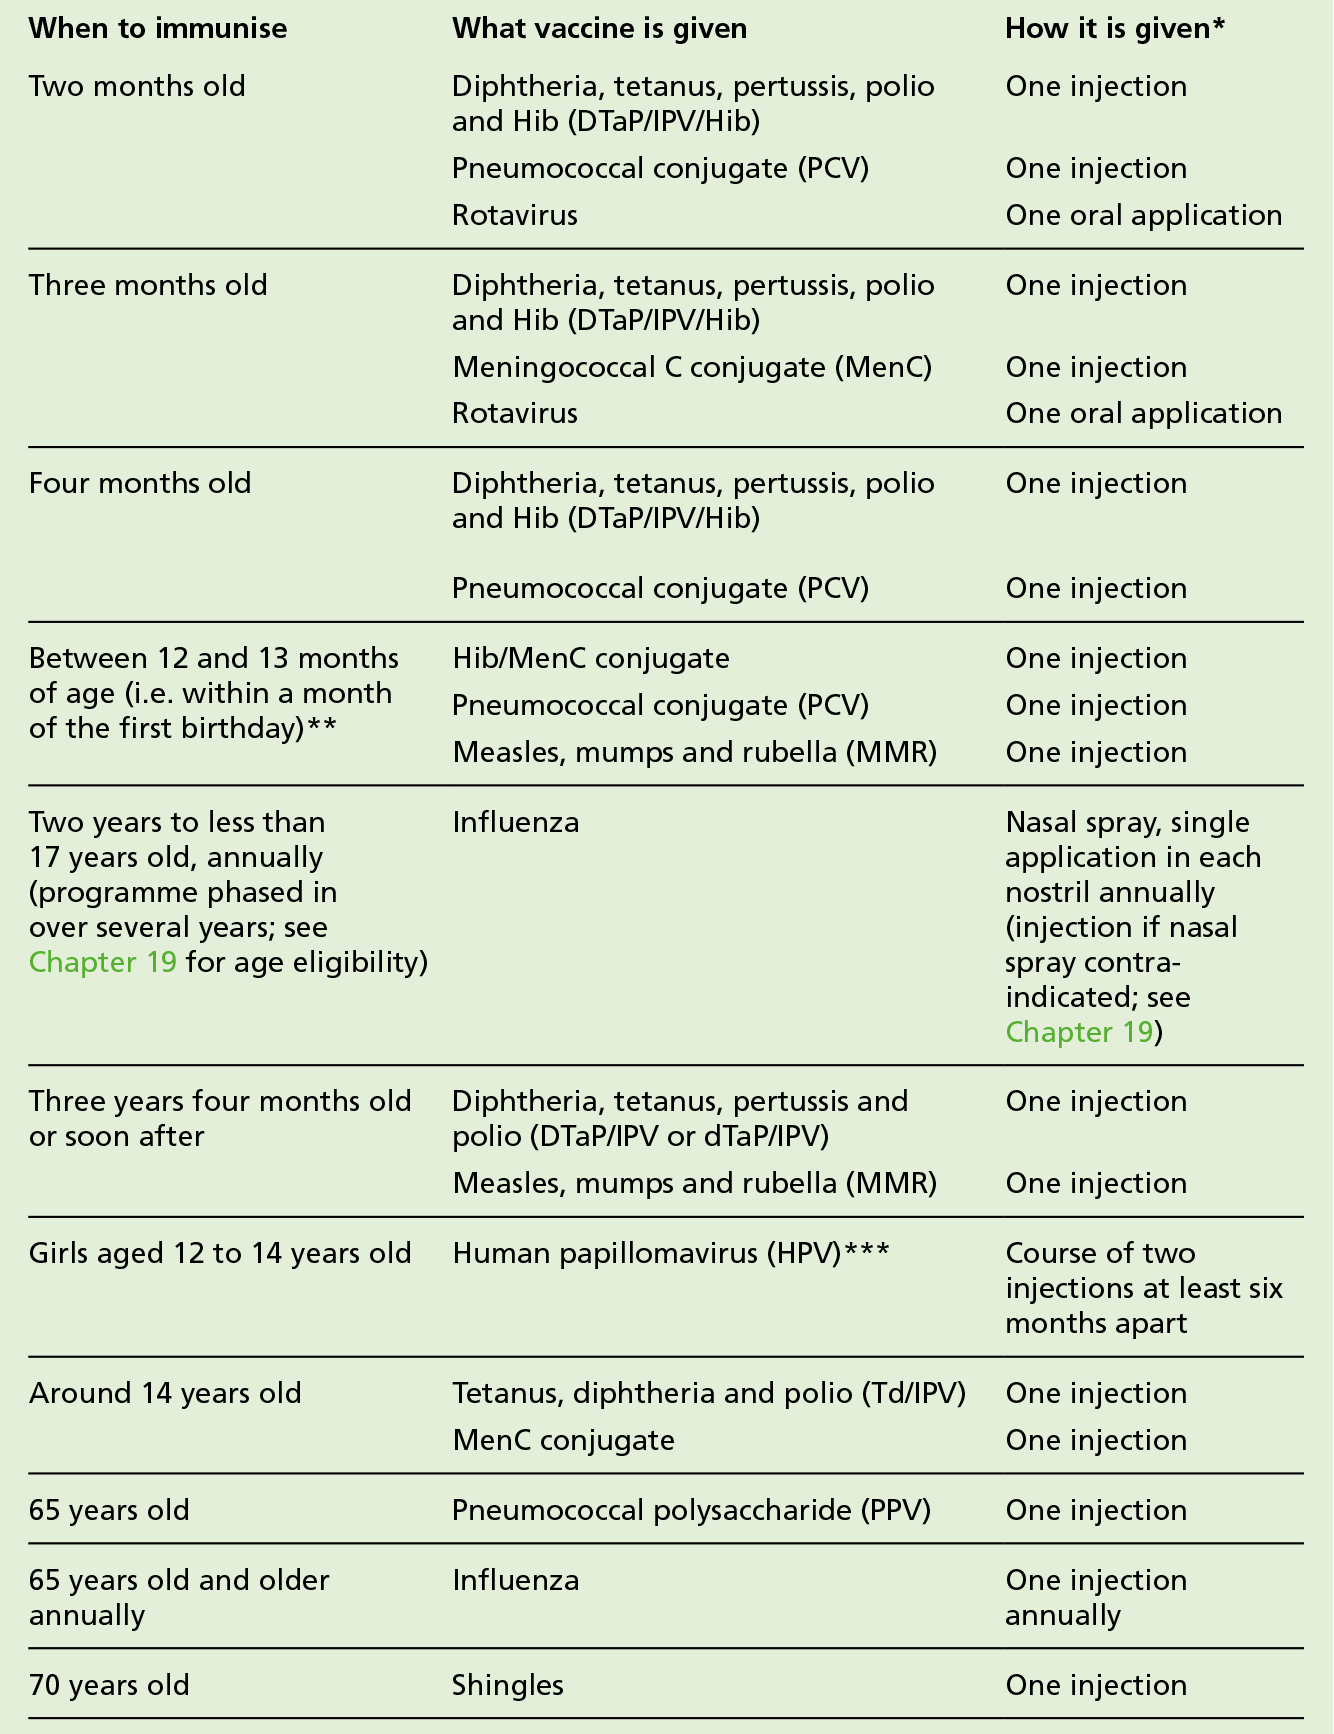 When to immunise What vaccine is given How it is given*
Two months old Diphtheria, tetanus, pertussis, polio One injection
and Hib (DTaP/IPV/Hib)
Pneumococcal conjugate (PCV) One injection
Rotavirus One oral application
Three months old Diphtheria, tetanus, pertussis, polio One injection
and Hib (DTaP/IPV/Hib)
Meningococcal C conjugate (MenC) One injection
Rotavirus One oral application
Four months old Diphtheria, tetanus, pertussis, polio One injection
and Hib (DTaP/IPV/Hib)
Pneumococcal conjugate (PCV) One injection
Between 12 and 13 months Hib/MenC conjugate One injection
of age (i.e. within a month Pneumococcal conjugate (PCV) One injection
of the first birthday)** Measles, mumps and rubella (MMR) One injection
Two years to less than Influenza Nasal spray, single
17 years old, annually application in each
(programme phased in nostril annually
over several years; see (injection if nasal
Chapter 19 for age eligibility) spray contra-
indicated; see
Chapter 19)
Three years four months old Diphtheria, tetanus, pertussis and One injection
or soon after polio (DTaP/IPV or dTaP/IPV)
Measles, mumps and rubella (MMR) One injection
Girls aged 12 to 14 years old Human papillomavirus (HPV)*** Course of two
injections at least six
months apart
Around 14 years old Tetanus, diphtheria and polio (Td/IPV) One injection
MenC conjugate One injection
65 years old Pneumococcal polysaccharide (PPV) One injection
65 years old and older Influenza One injection
annually annually
70 years old Shingles One injection